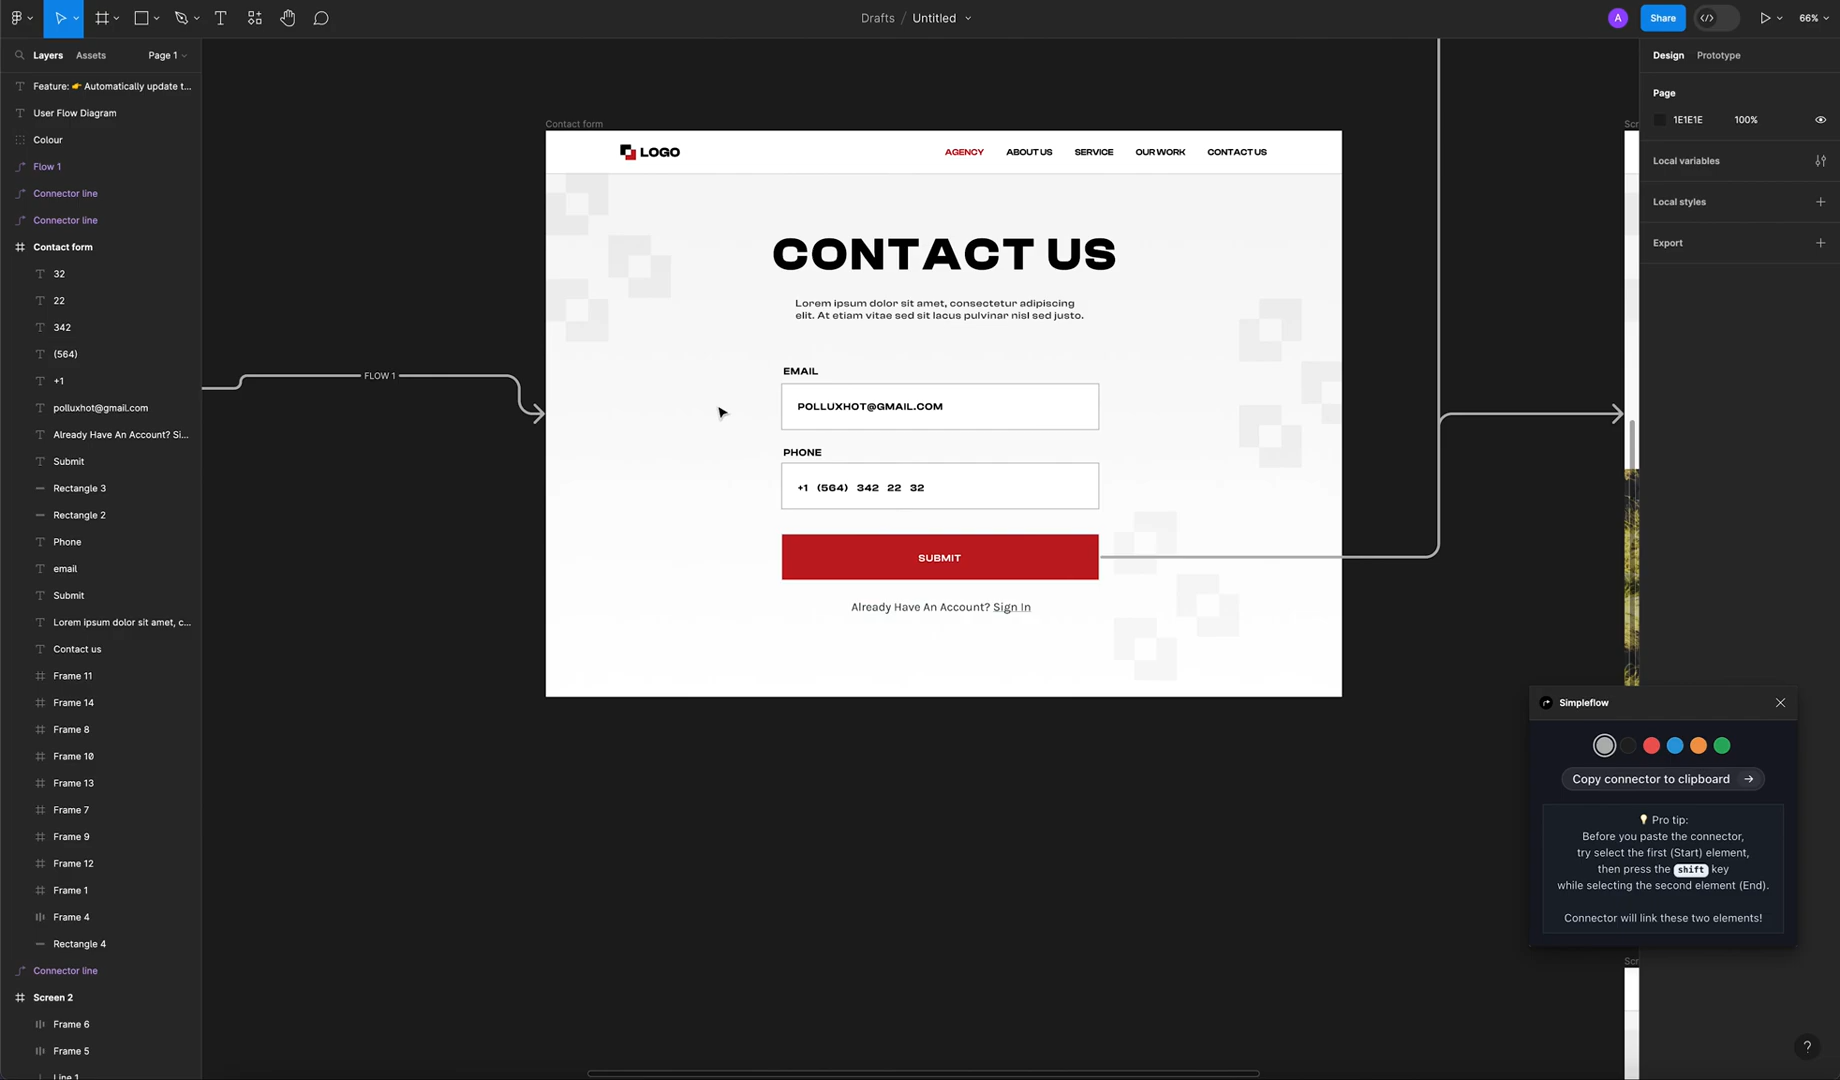 Drafts / Untitled
A
Share
66%
Layers
Assets
Page 1
Feature: 👉 Automatically update t...
User Flow Diagram
Colour
Flow 1
Connector line
Connector line
Contact form
32
22
342
(564)
+1
polluxhot@gmail.com
Already Have An Account? Si...
Submit
Rectangle 3
Rectangle 2
Phone
email
Submit
Lorem ipsum dolor sit amet, c...
Contact us
Frame 11
Frame 14
Frame 8
Frame 10
Frame 13
Frame 7
Frame 9
Frame 12
Frame 1
Frame 4
Rectangle 4
Connector line
Screen 2
Frame 6
Frame 5
Line 1
FLOW 1
Contact form
LOGO
AGENCY
ABOUT US
SERVICE
OUR WORK
CONTACT US
CONTACT US
Lorem ipsum dolor sit amet, consectetur adipiscing
elit. At etiam vitae sed sit lacus pulvinar nisl sed justo.
EMAIL
POLLUXHOT@GMAIL.COM
PHONE
+1 (564) 342 22 32
SUBMIT
Already Have An Account? Sign In
Scr
Scr
Design
Prototype
Page
1E1E1E
100%
Local variables
Local styles
Export
Simpleflow
Copy connector to clipboard
💡 Pro tip:
Before you paste the connector,
try select the first (Start) element,
then press the shift key
while selecting the second element (End).
Connector will link these two elements!
?